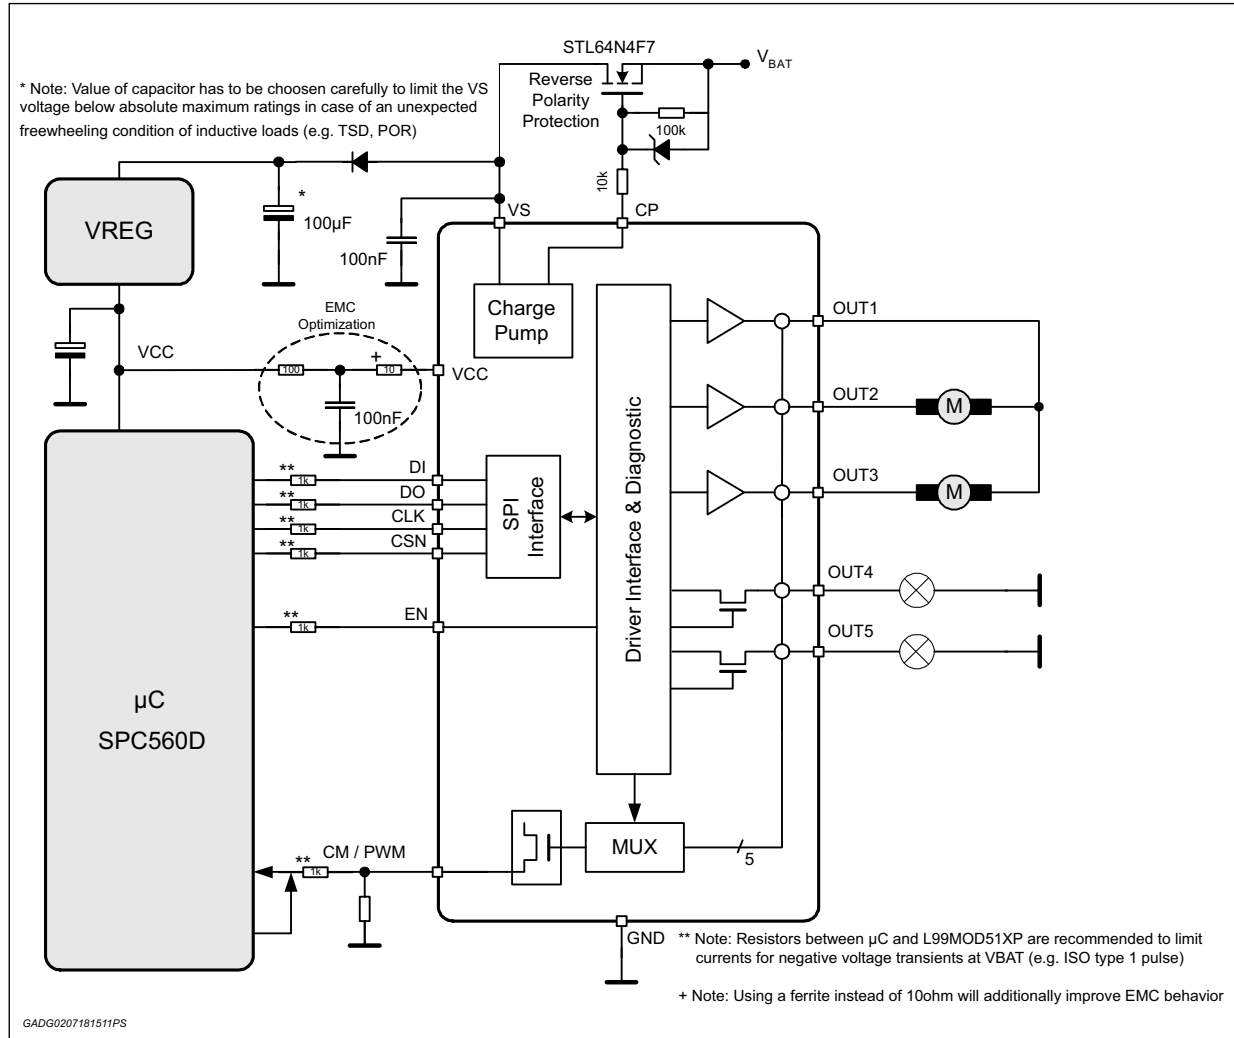 STL64N4F7
VBAT
* Note: Value of capacitor has to be choosen carefully to limit the VS
voltage below absolute maximum ratings in case of an unexpected
freewheeling condition of inductive loads (e.g. TSD, POR)
Reverse
Polarity
Protection
100k
10k
*
100µF
VREG
VS
CP
100nF
Charge
Pump
EMC
Optimization
VCC
100
+
10
VCC
100nF
OUT1
OUT2
M
OUT3
M
OUT4
OUT5
Driver Interface & Diagnostic
SPI
Interface
** 1k DI
** 1k DO
** 1k CLK
** 1k CSN
** 1k EN
µC
SPC560D
** 1k CM / PWM
MUX
5
GND
** Note: Resistors between µC and L99MOD51XP are recommended to limit
currents for negative voltage transients at VBAT (e.g. ISO type 1 pulse)
+ Note: Using a ferrite instead of 10ohm will additionally improve EMC behavior
GADG0207181511PS